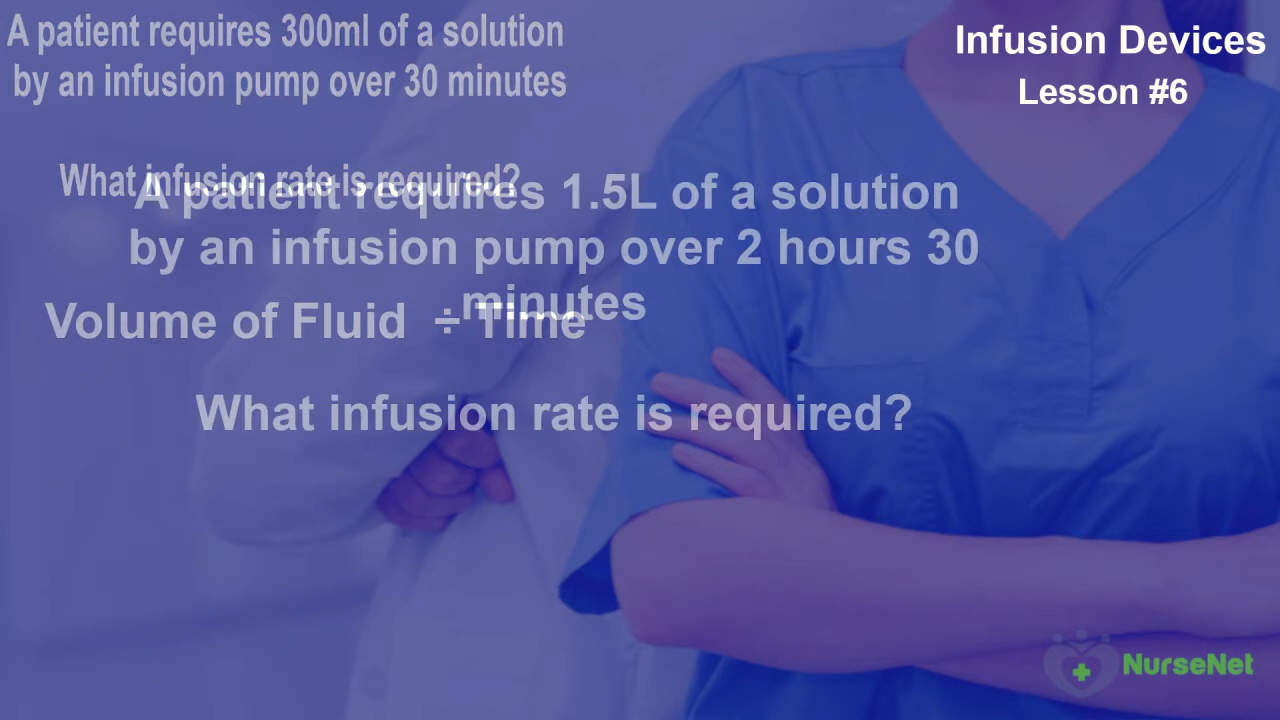 A patient requires 300ml of a solution
by an infusion pump over 30 minutes
Infusion Devices
Lesson #6
What infusion rate is required?
A patient requires 1.5L of a solution
by an infusion pump over 2 hours 30
minutes
Volume of Fluid ÷ Time
What infusion rate is required?
NurseNet